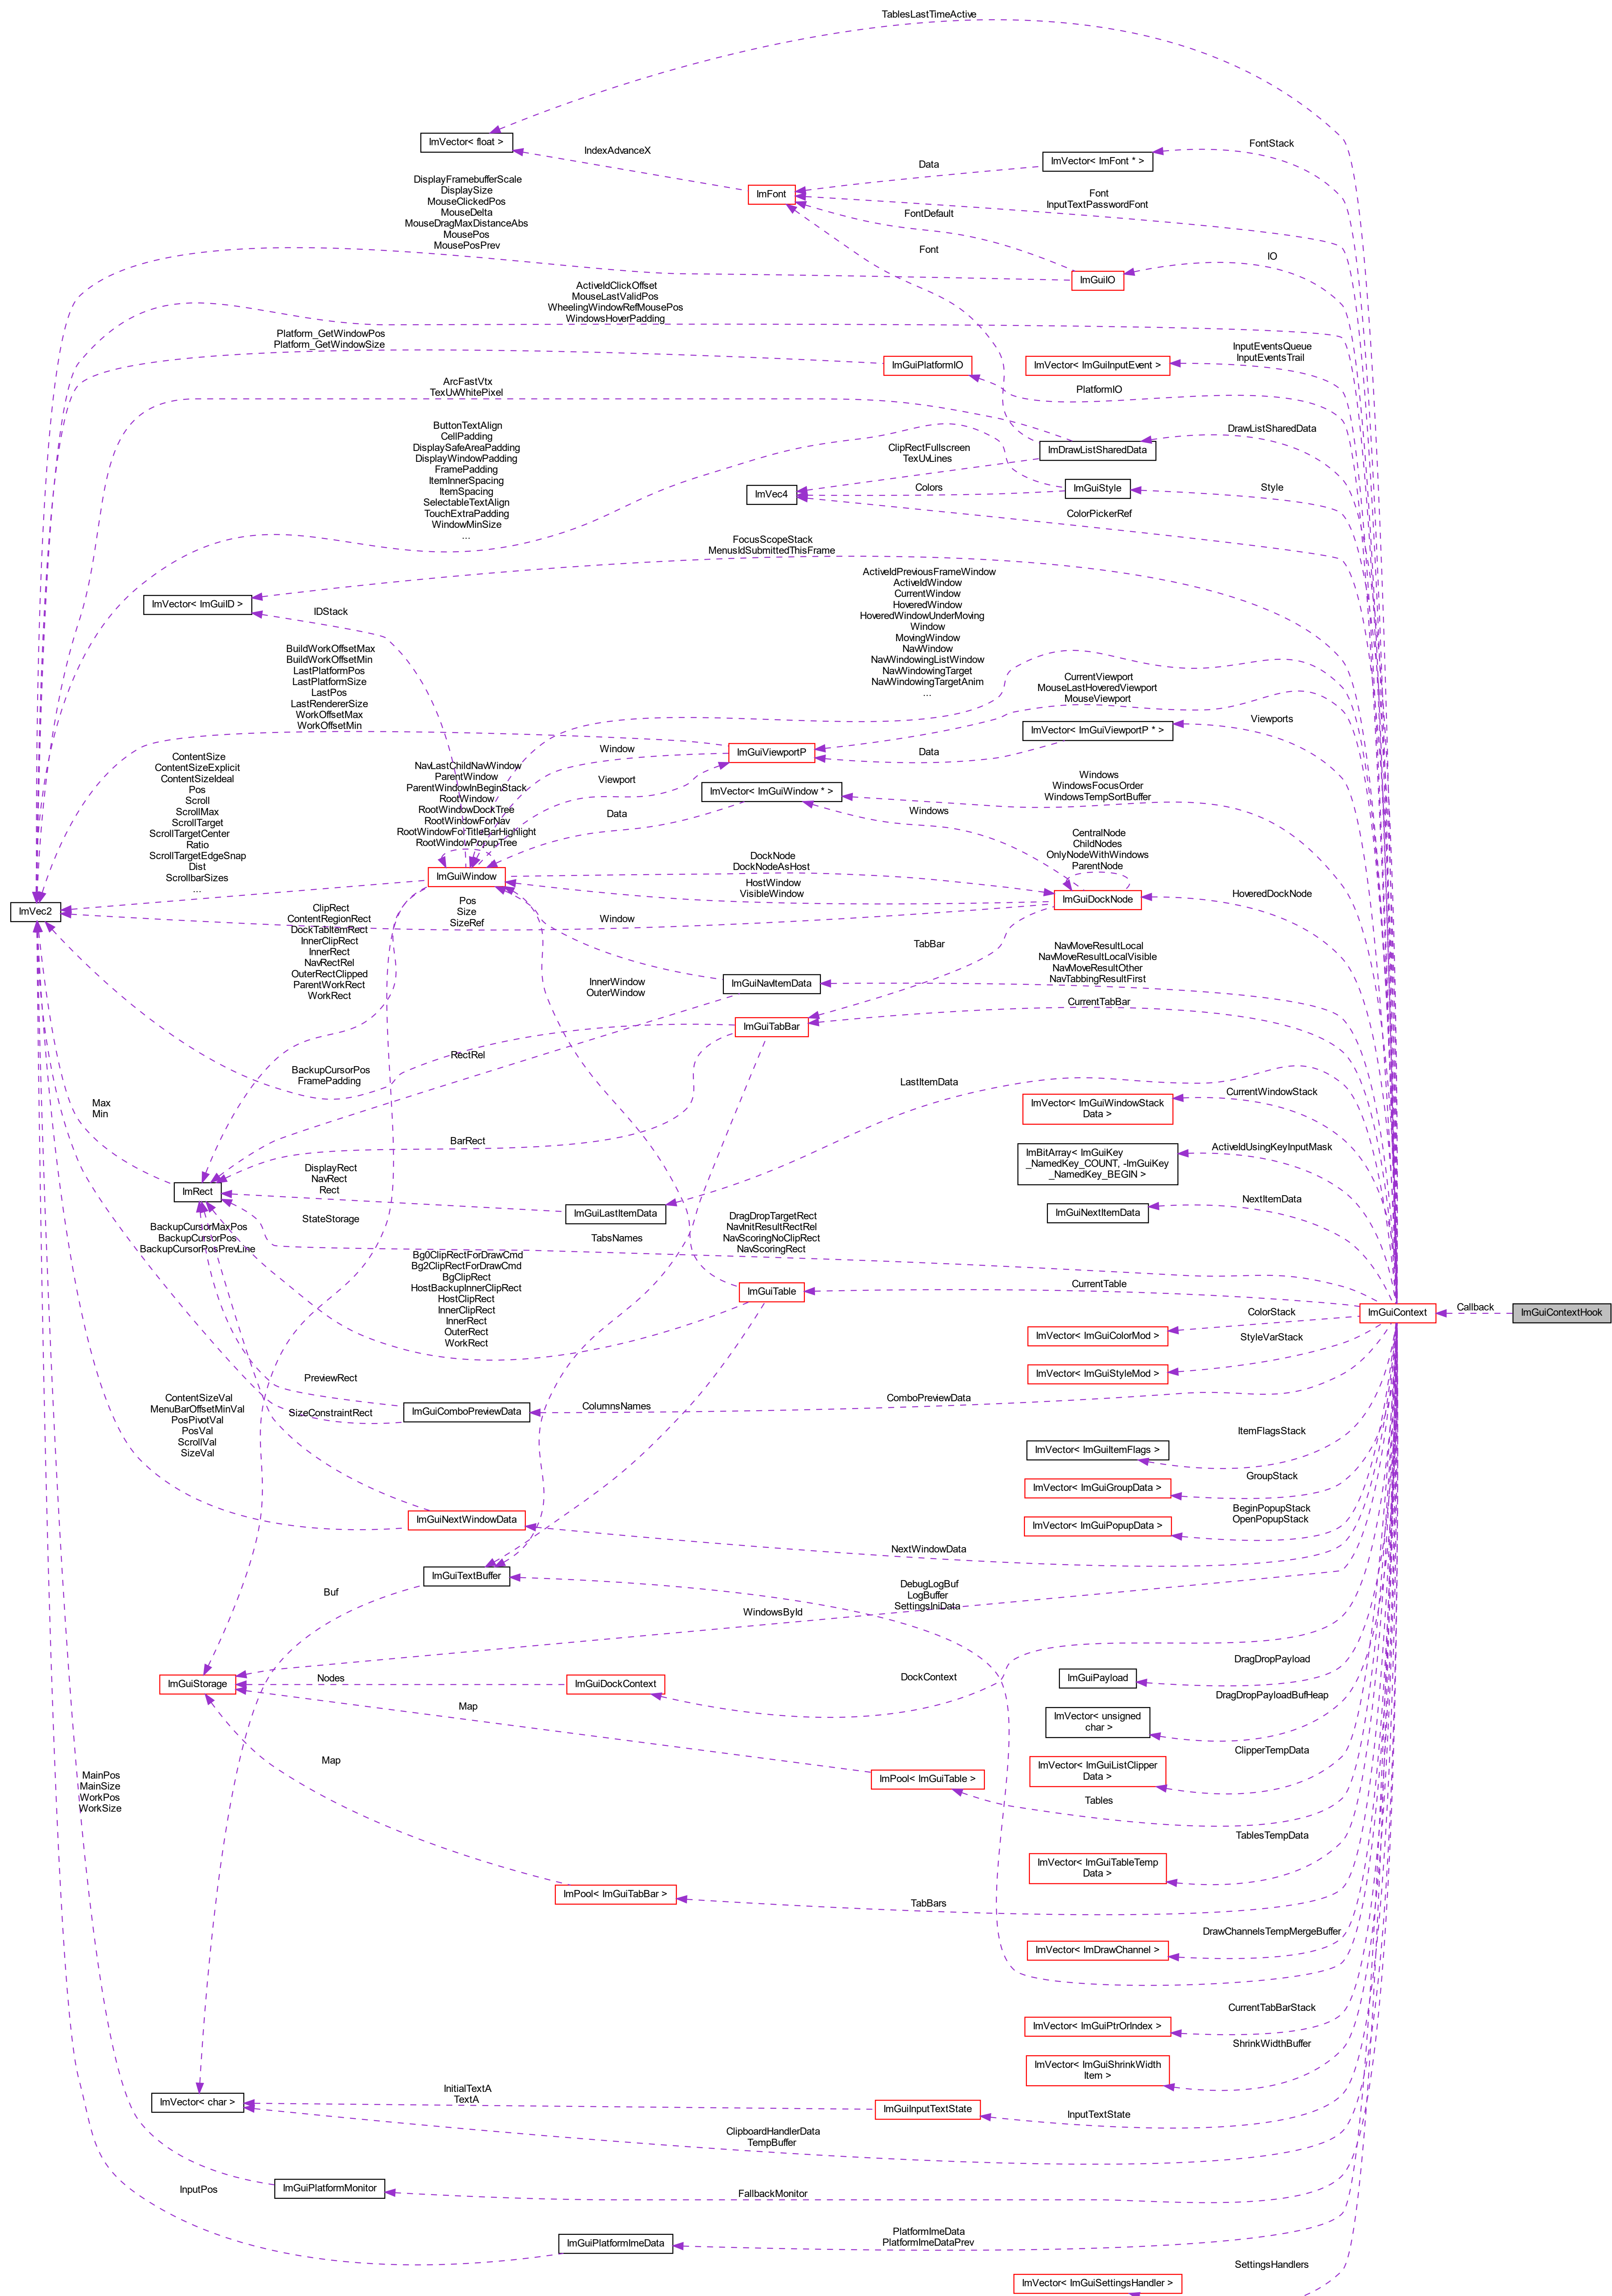 TablesLastTimeActive
ImVector< float >
IndexAdvanceX
Data
ImVector< ImFont * >
FontStack
DisplayFramebufferScale
DisplaySize
MouseClickedPos
MouseDelta
MouseDragMaxDistanceAbs
MousePos
MousePosPrev
ImFont
Font
InputTextPasswordFont
FontDefault
Font
ImGuiIO
IO
ActiveIdClickOffset
MouseLastValidPos
WheelingWindowRefMousePos
WindowsHoverPadding
Platform_GetWindowPos
Platform_GetWindowSize
ImGuiPlatformIO
ImVector< ImGuiInputEvent >
InputEventsQueue
InputEventsTrail
PlatformIO
ArcFastVtx
TexUvWhitePixel
DrawListSharedData
ImDrawListSharedData
ButtonTextAlign
CellPadding
DisplaySafeAreaPadding
DisplayWindowPadding
FramePadding
ItemInnerSpacing
ItemSpacing
SelectableTextAlign
TouchExtraPadding
WindowMinSize
...
ClipRectFullscreen
TexUvLines
ImVec4
Colors
ImGuiStyle
Style
ColorPickerRef
FocusScopeStack
MenusIdSubmittedThisFrame
ImVector< ImGuiID >
IDStack
ActiveIdPreviousFrameWindow
ActiveIdWindow
CurrentWindow
HoveredWindow
HoveredWindowUnderMoving
Window
MovingWindow
NavWindow
NavWindowingListWindow
NavWindowingTarget
NavWindowingTargetAnim
...
BuildWorkOffsetMax
BuildWorkOffsetMin
LastPlatformPos
LastPlatformSize
LastPos
LastRendererSize
WorkOffsetMax
WorkOffsetMin
CurrentViewport
MouseLastHoveredViewport
MouseViewport
ImVector< ImGuiViewportP * >
Viewports
Data
ImGuiViewportP
Window
Viewport
ContentSize
ContentSizeExplicit
ContentSizeIdeal
Pos
Scroll
ScrollMax
ScrollTarget
ScrollTargetCenter
Ratio
ScrollTargetEdgeSnap
Dist
ScrollbarSizes
...
NavLastChildNavWindow
ParentWindow
ParentWindowInBeginStack
RootWindow
RootWindowDockTree
RootWindowForNav
RootWindowForTitleBarHighlight
RootWindowPopupTree
ImVector< ImGuiWindow * >
Data
Windows
Windows
WindowsFocusOrder
WindowsTempSortBuffer
CentralNode
ChildNodes
OnlyNodeWithWindows
ParentNode
ImGuiWindow
DockNode
DockNodeAsHost
HostWindow
VisibleWindow
ImGuiDockNode
HoveredDockNode
ImVec2
Pos
Size
SizeRef
Window
TabBar
ClipRect
ContentRegionRect
DockTabItemRect
InnerClipRect
InnerRect
NavRectRel
OuterRectClipped
ParentWorkRect
WorkRect
NavMoveResultLocal
NavMoveResultLocalVisible
NavMoveResultOther
NavTabbingResultFirst
InnerWindow
OuterWindow
ImGuiNavItemData
CurrentTabBar
ImGuiTabBar
RectRel
BackupCursorPos
FramePadding
LastItemData
Max
Min
CurrentWindowStack
ImVector< ImGuiWindowStack
Data >
BarRect
ActiveIdUsingKeyInputMask
ImBitArray< ImGuiKey
_NamedKey_COUNT, -ImGuiKey
_NamedKey_BEGIN >
ImRect
DisplayRect
NavRect
Rect
ImGuiLastItemData
NextItemData
ImGuiNextItemData
StateStorage
BackupCursorMaxPos
BackupCursorPos
BackupCursorPosPrevLine
TabsNames
DragDropTargetRect
NavInitResultRectRel
NavScoringNoClipRect
NavScoringRect
Bg0ClipRectForDrawCmd
Bg2ClipRectForDrawCmd
BgClipRect
HostBackupInnerClipRect
HostClipRect
InnerClipRect
InnerRect
OuterRect
WorkRect
ImGuiTable
CurrentTable
ImGuiContext
Callback
ImGuiContextHook
ColorStack
ImVector< ImGuiColorMod >
StyleVarStack
ImVector< ImGuiStyleMod >
PreviewRect
ComboPreviewData
ContentSizeVal
MenuBarOffsetMinVal
PosPivotVal
PosVal
ScrollVal
SizeVal
SizeConstraintRect
ImGuiComboPreviewData
ColumnsNames
ItemFlagsStack
ImVector< ImGuiItemFlags >
GroupStack
ImVector< ImGuiGroupData >
BeginPopupStack
OpenPopupStack
ImVector< ImGuiPopupData >
ImGuiNextWindowData
NextWindowData
ImGuiTextBuffer
Buf
DebugLogBuf
LogBuffer
SettingsIniData
WindowsById
ImGuiStorage
Nodes
ImGuiDockContext
DockContext
ImGuiPayload
DragDropPayload
DragDropPayloadBufHeap
Map
ImVector< unsigned
char >
ClipperTempData
Map
ImPool< ImGuiTable >
ImVector< ImGuiListClipper
Data >
Tables
MainPos
MainSize
WorkPos
WorkSize
TablesTempData
ImVector< ImGuiTableTemp
Data >
ImPool< ImGuiTabBar >
TabBars
DrawChannelsTempMergeBuffer
ImVector< ImDrawChannel >
CurrentTabBarStack
ImVector< ImGuiPtrOrIndex >
ShrinkWidthBuffer
ImVector< ImGuiShrinkWidth
Item >
ImVector< char >
InitialTextA
TextA
ImGuiInputTextState
InputTextState
ClipboardHandlerData
TempBuffer
InputPos
ImGuiPlatformMonitor
FallbackMonitor
ImGuiPlatformImeData
PlatformImeData
PlatformImeDataPrev
SettingsHandlers
ImVector< ImGuiSettingsHandler >